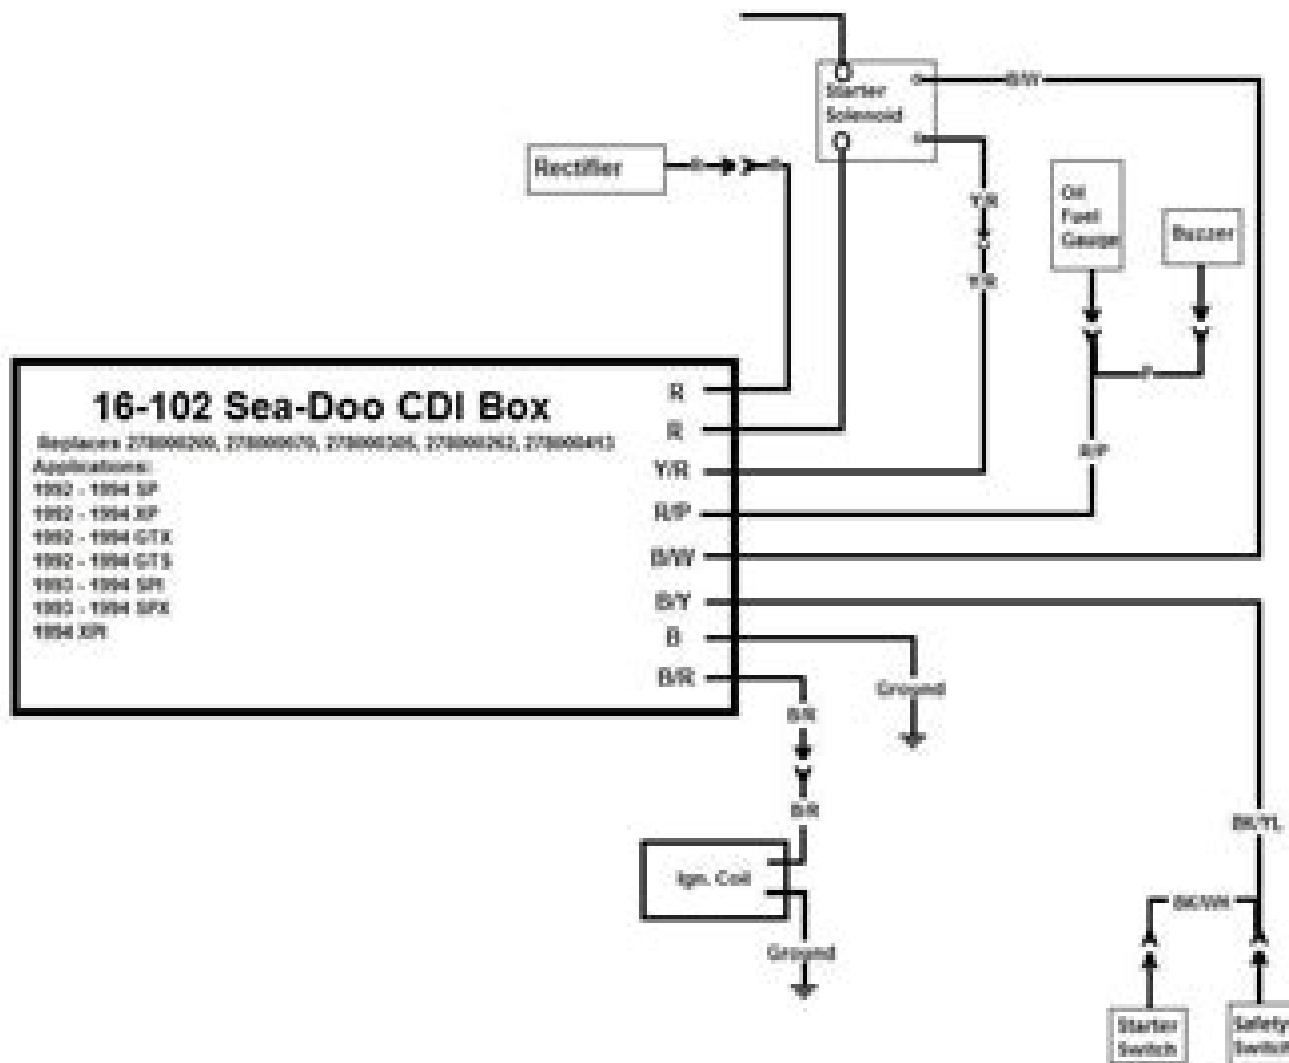 B/W
Starter
Solenoid
Rectifier
R
R
Y/R
Y/R
Oil
Fuel
Gauge
Buzzer
P
R/P
16-102 Sea-Doo CDI Box
Applications:
1992 - 1994 SP
1992 - 1994 XP
1992 - 1994 GTX
1992 - 1994 GTS
1993 - 1994 SPI
1993 - 1994 SPX
1994 XPI
R
R
Y/R
R/P
B/W
B/Y
B
B/R
Ground
B/R
B/R
Ign. Coil
Ground
BK/YL
Starter
Switch
Safety
Switch